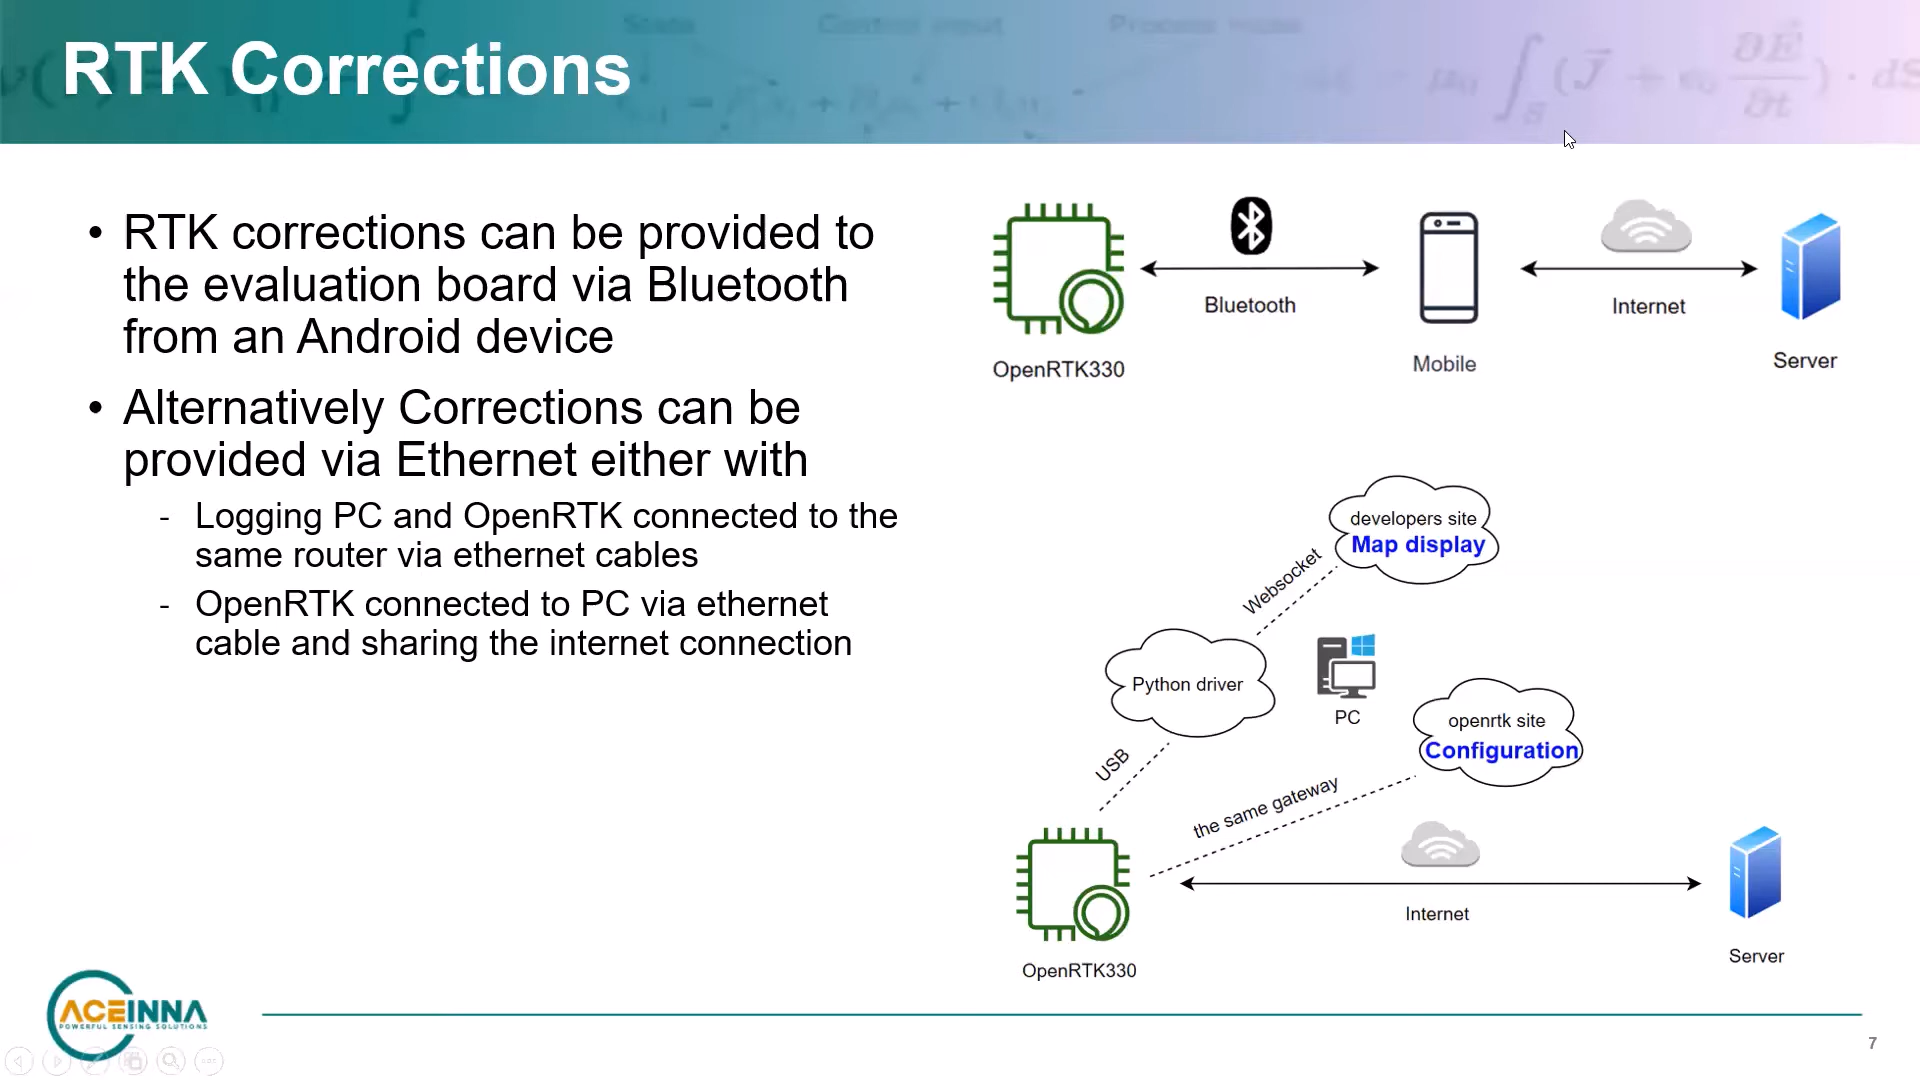 RTK Corrections
• RTK corrections can be provided to
the evaluation board via Bluetooth
from an Android device
• Alternatively Corrections can be
provided via Ethernet either with
- Logging PC and OpenRTK connected to the
same router via ethernet cables
- OpenRTK connected to PC via ethernet
cable and sharing the internet connection
Bluetooth
Internet
OpenRTK330
Mobile
Server
developers site
Map display
Websocket
Python driver
PC
openrtk site
Configuration
USB
the same gateway
Internet
Server
OpenRTK330
ACEINNA
POWERFUL SENSING SOLUTIONS
7